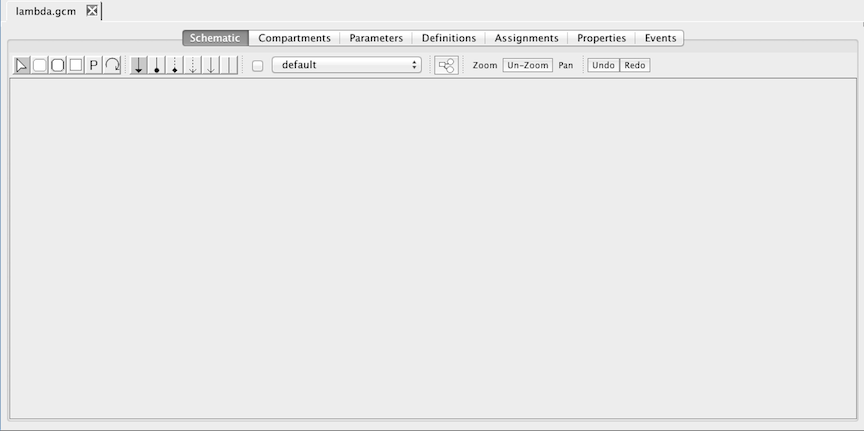 lambda.gcm
Schematic Compartments Parameters Definitions Assignments Properties Events
P default Zoom Un-Zoom Pan Undo Redo